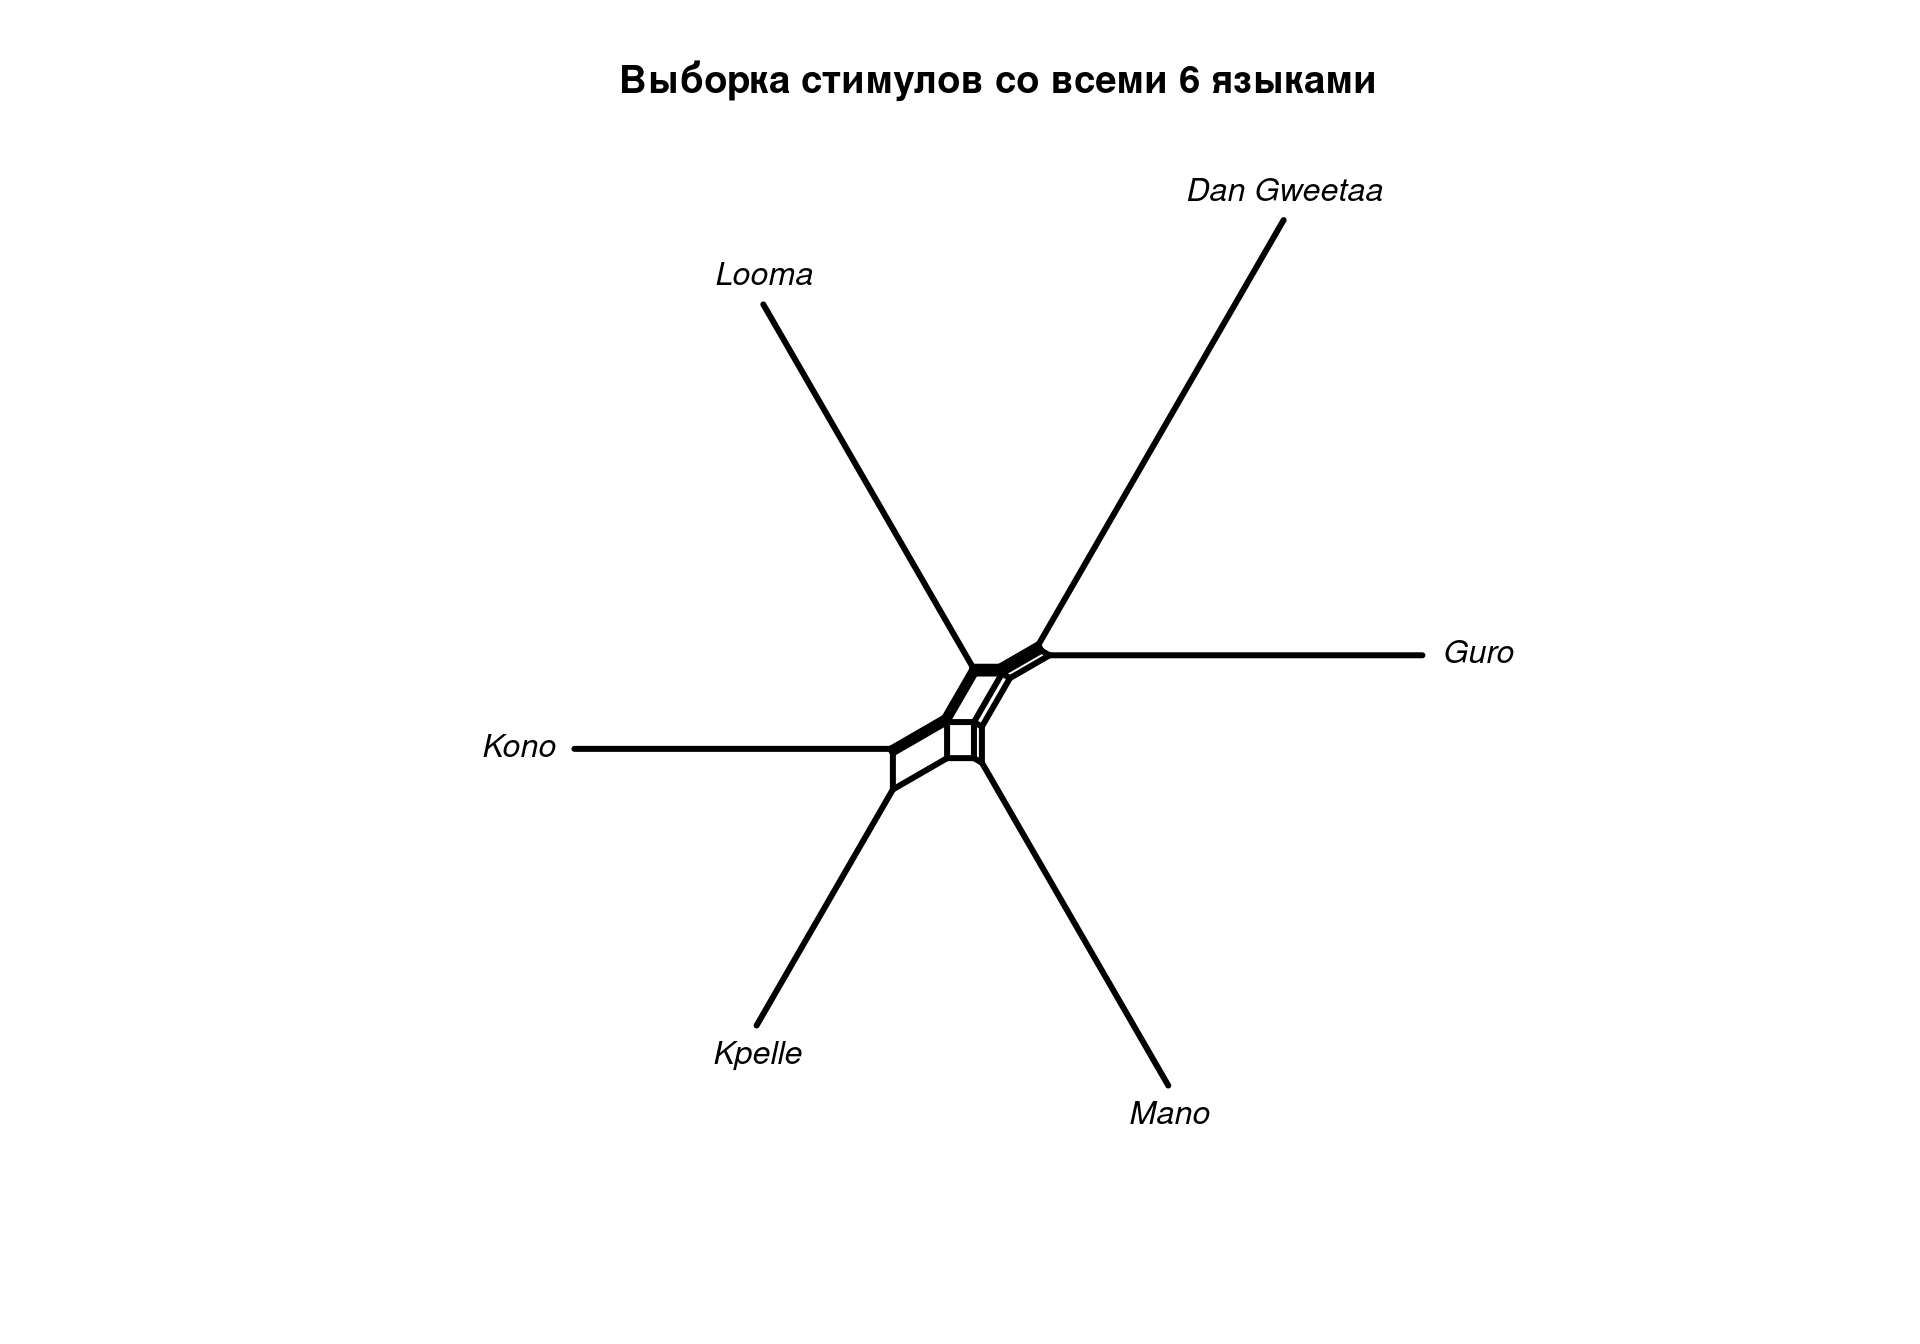 Выборка стимулов со всеми 6 языками
Dan Gweetaa
Looma
Guro
Kono
Kpelle
Mano